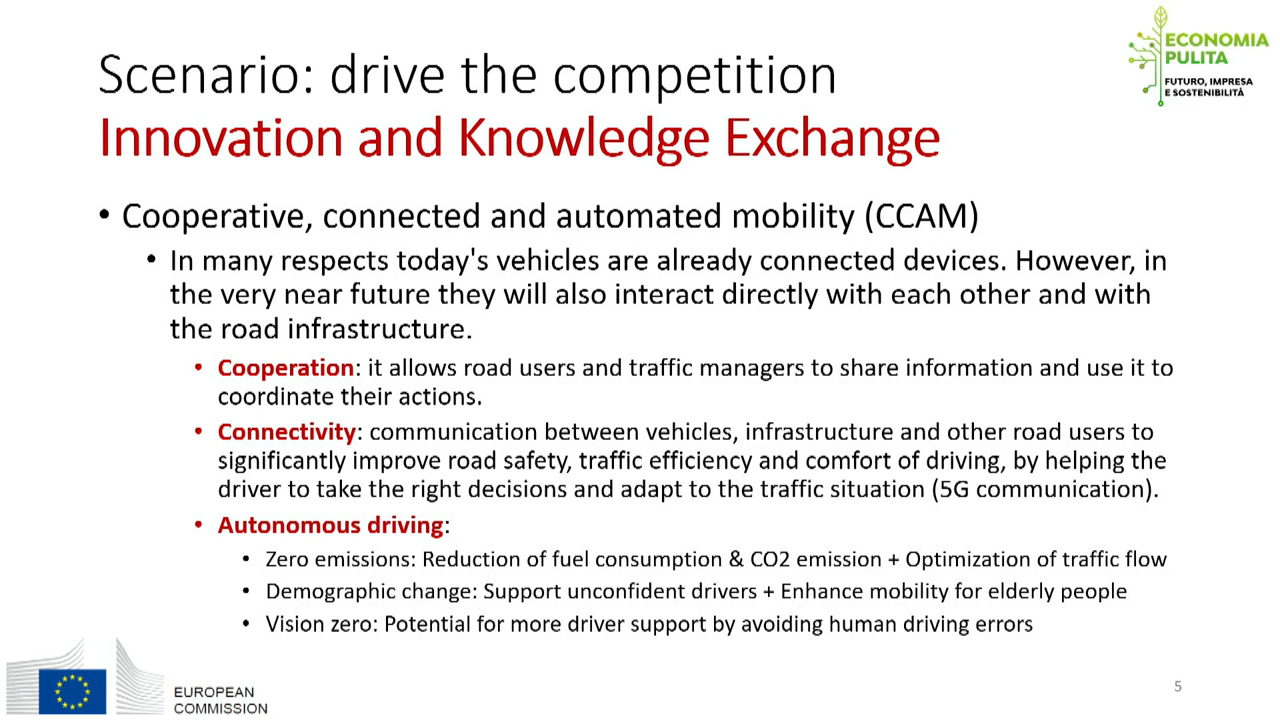 Scenario: drive the competition
Innovation and Knowledge Exchange
ECONOMIA
PULITA
FUTURO, IMPRESA
E SOSTENIBILITÀ
• Cooperative, connected and automated mobility (CCAM)
• In many respects today's vehicles are already connected devices. However, in
the very near future they will also interact directly with each other and with
the road infrastructure.
• Cooperation: it allows road users and traffic managers to share information and use it to
coordinate their actions.
• Connectivity: communication between vehicles, infrastructure and other road users to
significantly improve road safety, traffic efficiency and comfort of driving, by helping the
driver to take the right decisions and adapt to the traffic situation (5G communication).
• Autonomous driving:
• Zero emissions: Reduction of fuel consumption & CO2 emission + Optimization of traffic flow
• Demographic change: Support unconfident drivers + Enhance mobility for elderly people
• Vision zero: Potential for more driver support by avoiding human driving errors
EUROPEAN
COMMISSION
5